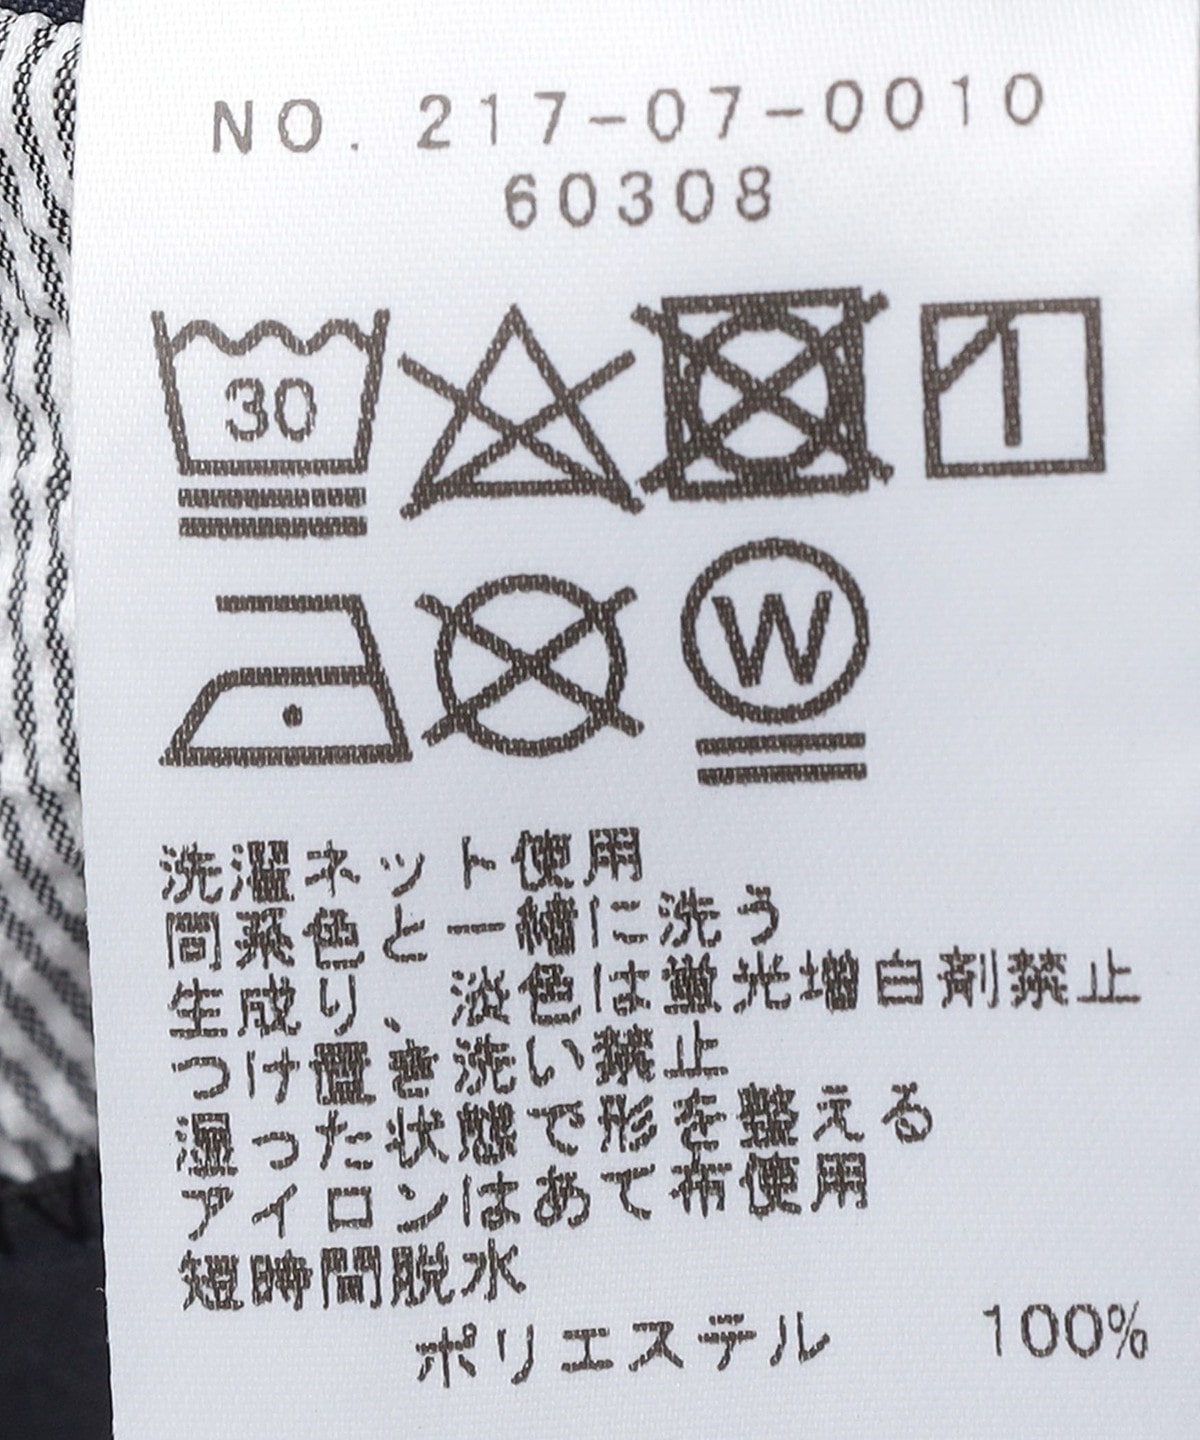 NO. 217-07-0010
60308
30
W
洗濯ネット使用
同系色と一緒に洗う
生成り、淡色は蛍光増白剤禁止
つけ置き洗い禁止
湿った状態で形を整える
アイロンはあて布使用
短時間脱水
ポリエステル 100%